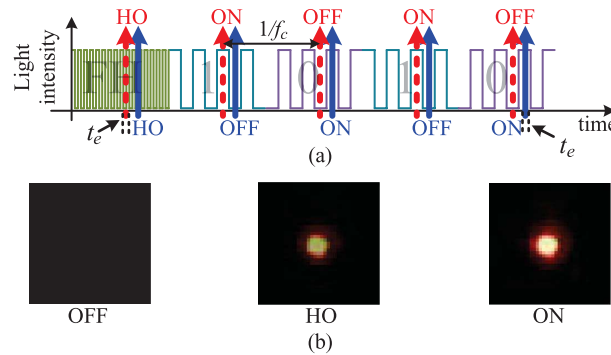 HO ON OFF ON OFF
1/f_c
Light intensity
FH 1 0 1 0
t_e HO OFF ON OFF ON time
t_e
(a)
OFF HO ON
(b)